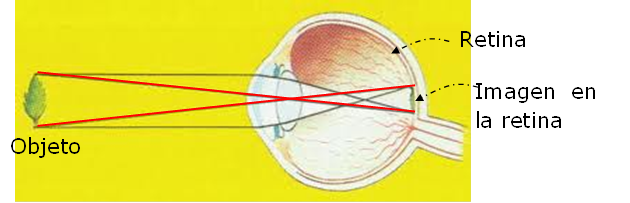 Retina
Imagen en
la retina
Objeto